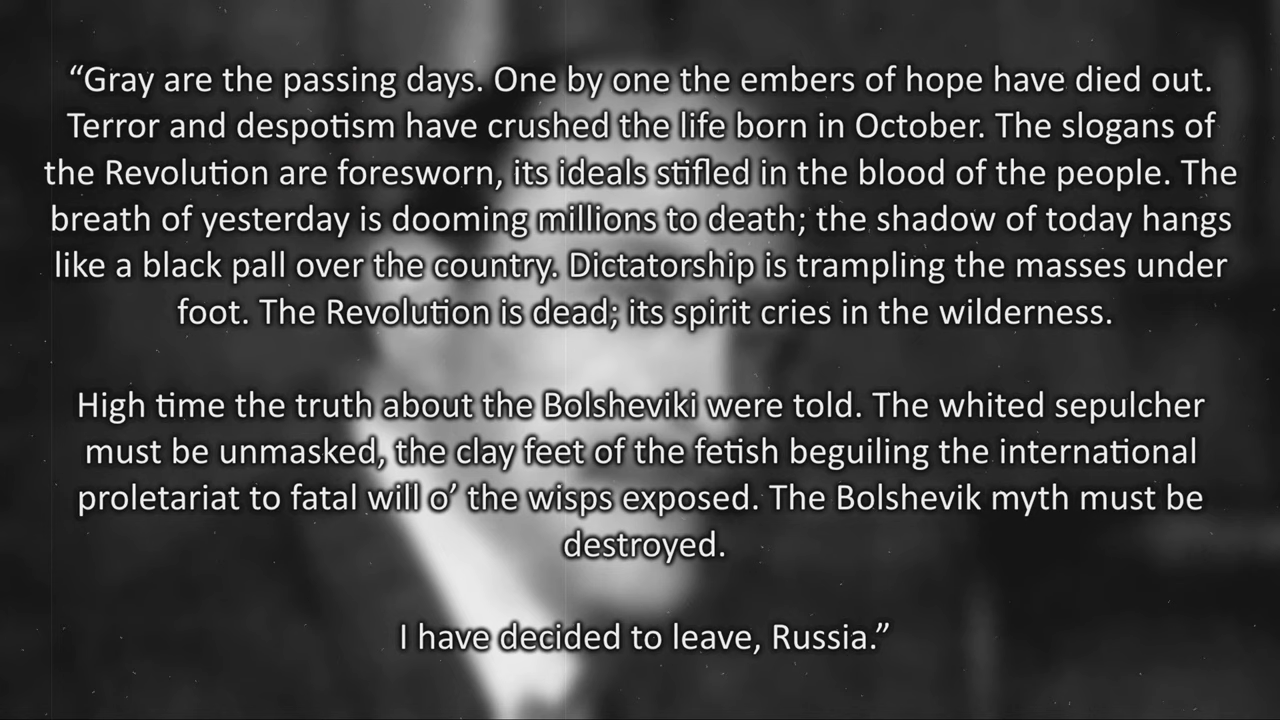 “Gray are the passing days. One by one the embers of hope have died out.
Terror and despotism have crushed the life born in October. The slogans of
the Revolution are foresworn, its ideals stifled in the blood of the people. The
breath of yesterday is dooming millions to death; the shadow of today hangs
like a black pall over the country. Dictatorship is trampling the masses under
foot. The Revolution is dead; its spirit cries in the wilderness.
High time the truth about the Bolsheviki were told. The whited sepulcher
must be unmasked, the clay feet of the fetish beguiling the international
proletariat to fatal will o’ the wisps exposed. The Bolshevik myth must be
destroyed.
I have decided to leave, Russia.”